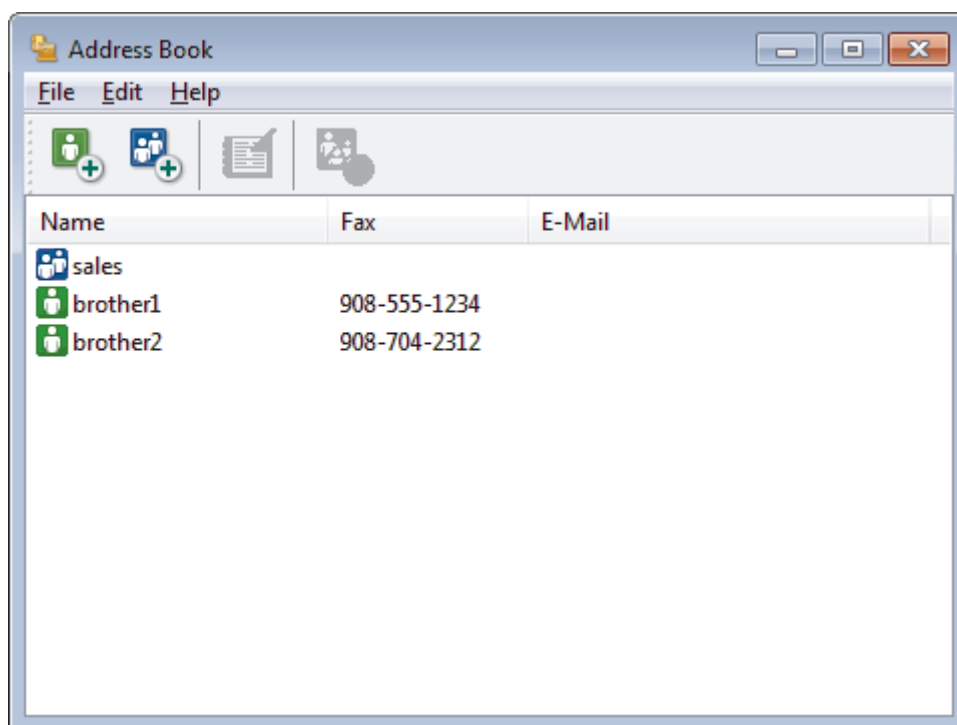 Address Book
File Edit Help
Name Fax E-Mail
sales
brother1 908-555-1234
brother2 908-704-2312